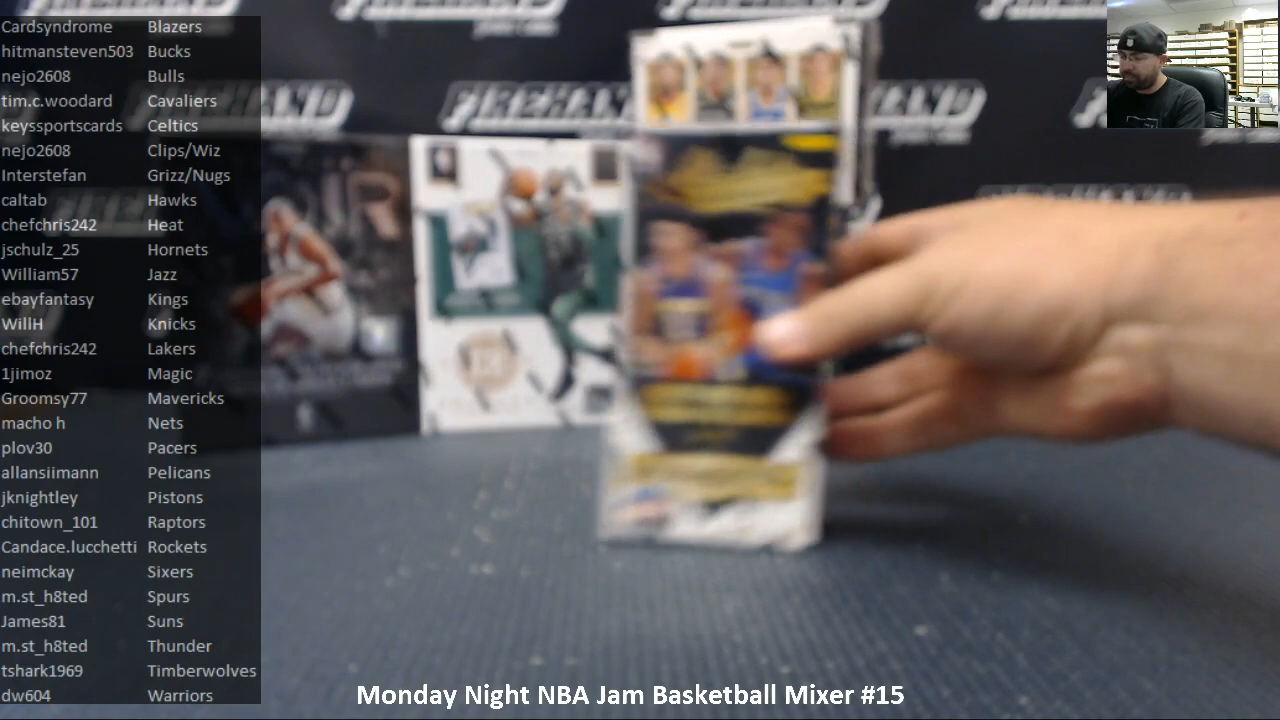 Cardsyndrome Blazers
hitmansteven503 Bucks
nejo2608 Bulls
tim.c.woodard Cavaliers
keyssportscards Celtics
nejo2608 Clips/Wiz
Interstefan Grizz/Nugs
caltab Hawks
chefchris242 Heat
jschulz_25 Hornets
William57 Jazz
ebayfantasy Kings
WillH Knicks
chefchris242 Lakers
1jimoz Magic
Groomsy77 Mavericks
macho h Nets
plov30 Pacers
allansiimann Pelicans
jknightley Pistons
chitown_101 Raptors
Candace.lucchetti Rockets
neimckay Sixers
m.st_h8ted Spurs
James81 Suns
m.st_h8ted Thunder
tshark1969 Timberwolves
dw604 Warriors
FIREHAND
Monday Night NBA Jam Basketball Mixer #15